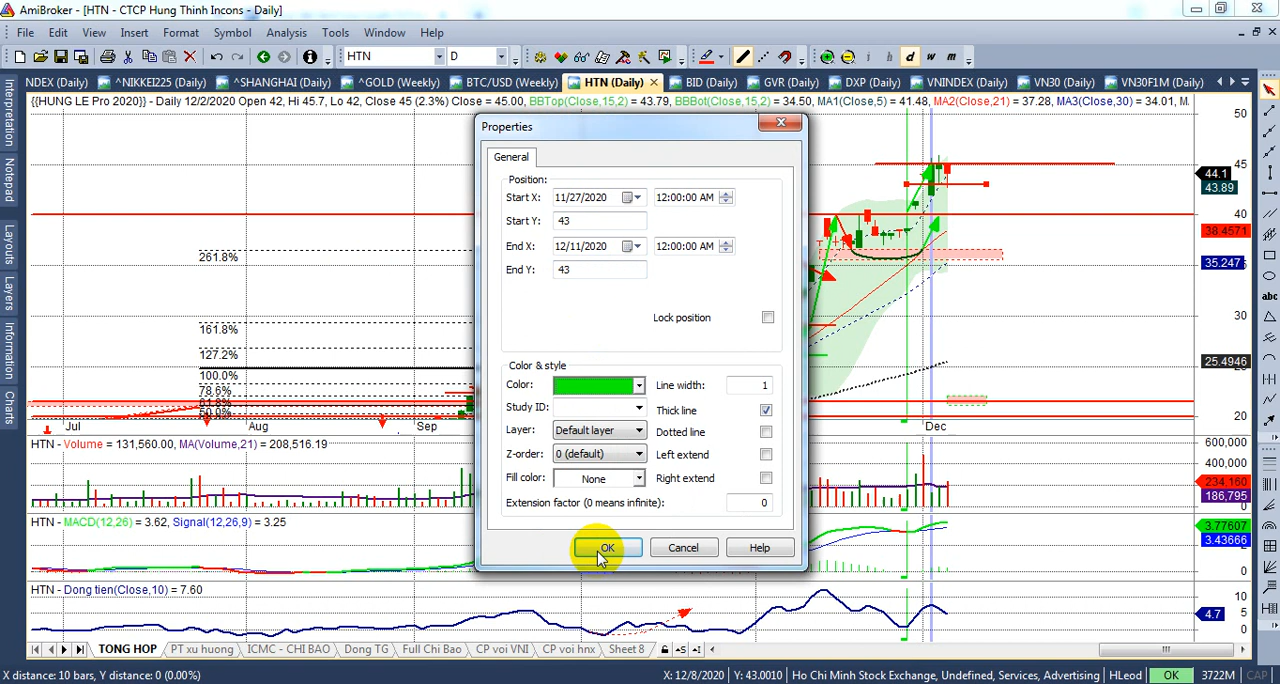 AmiBroker - [HTN - CTCP Hung Thinh Incons - Daily]
File Edit View Insert Format Symbol Analysis Tools Window Help
HTN D i h d w m
NDEX (Daily) ^NIKKEI225 (Daily) ^SHANGHAI (Daily) ^GOLD (Weekly) BTC/USD (Weekly) HTN (Daily) BID (Daily) GVR (Daily) DXP (Daily) VNINDEX (Daily) VN30 (Daily) VN30F1M (Daily)
{{HUNG LE Pro 2020}} - Daily 12/2/2020 Open 42, Hi 45.7, Lo 42, Close 45 (2.3%) Close = 45.00, BBTop(Close,15,2) = 43.79, BBBot(Close,15,2) = 34.50, MA1(Close,5) = 41.48, MA2(Close,21) = 37.28, MA3(Close,30) = 34.01, M
Interpretation
Notepad
Layouts
Layers
Information
Charts
Properties
General
Position:
Start X: 11/27/2020 12:00:00 AM
Start Y: 43
End X: 12/11/2020 12:00:00 AM
End Y: 43
Lock position
Color & style
Color: Line width: 1
Study ID: Thick line
Layer: Default layer Dotted line
Z-order: 0 (default) Left extend
Fill color: None Right extend
Extension factor (0 means infinite): 0
OK Cancel Help
50
45
44.1
43.89
40
38.4571
35.247
30
25.4946
20
261.8%
161.8%
127.2%
100.0%
78.6%
61.8%
50.0%
Jul Aug Sep Dec
abc
HTN - Volume = 131,560.00, MA(Volume,21) = 208,516.19
600,000
400,000
234,160
186,795
0
HTN - MACD(12,26) = 3.62, Signal(12,26,9) = 3.25
3.77607
3.43666
0
HTN - Dong tien(Close,10) = 7.60
10
5
4.7
0
TONG HOP PT xu huong ICMC - CHI BAO Dong TG Full Chi Bao CP voi VNI CP voi hnx Sheet 8
X distance: 10 bars, Y distance: 0 (0.00%) X: 12/8/2020 Y: 43.0010 Ho Chi Minh Stock Exchange, Undefined, Services, Advertising HLeod OK 3722M CAP